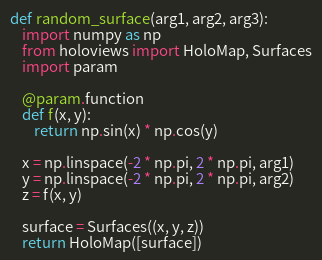 def random_surface(arg1, arg2, arg3):
import numpy as np
from holoviews import HoloMap, Surfaces
import param
@param.function
def f(x, y):
return np.sin(x) * np.cos(y)
x = np.linspace(-2 * np.pi, 2 * np.pi, arg1)
y = np.linspace(-2 * np.pi, 2 * np.pi, arg2)
z = f(x, y)
surface = Surfaces((x, y, z))
return HoloMap([surface])